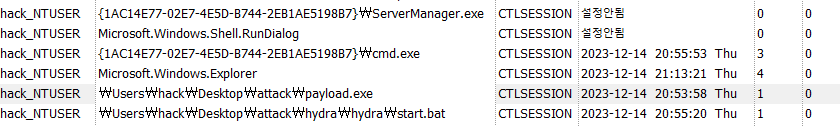 hack_NTUSER {1AC14E77-02E7-4E5D-B744-2EB1AE5198B7}₩ServerManager.exe CTLSESSION 설정안됨 0 0
hack_NTUSER Microsoft.Windows.Shell.RunDialog CTLSESSION 설정안됨 0 0
hack_NTUSER {1AC14E77-02E7-4E5D-B744-2EB1AE5198B7}₩cmd.exe CTLSESSION 2023-12-14 20:55:53 Thu 3 0
hack_NTUSER Microsoft.Windows.Explorer CTLSESSION 2023-12-14 21:13:21 Thu 4 0
hack_NTUSER ₩Users₩hack₩Desktop₩attack₩payload.exe CTLSESSION 2023-12-14 20:53:58 Thu 1 0
hack_NTUSER ₩Users₩hack₩Desktop₩attack₩hydra₩hydra₩start.bat CTLSESSION 2023-12-14 20:55:20 Thu 1 0